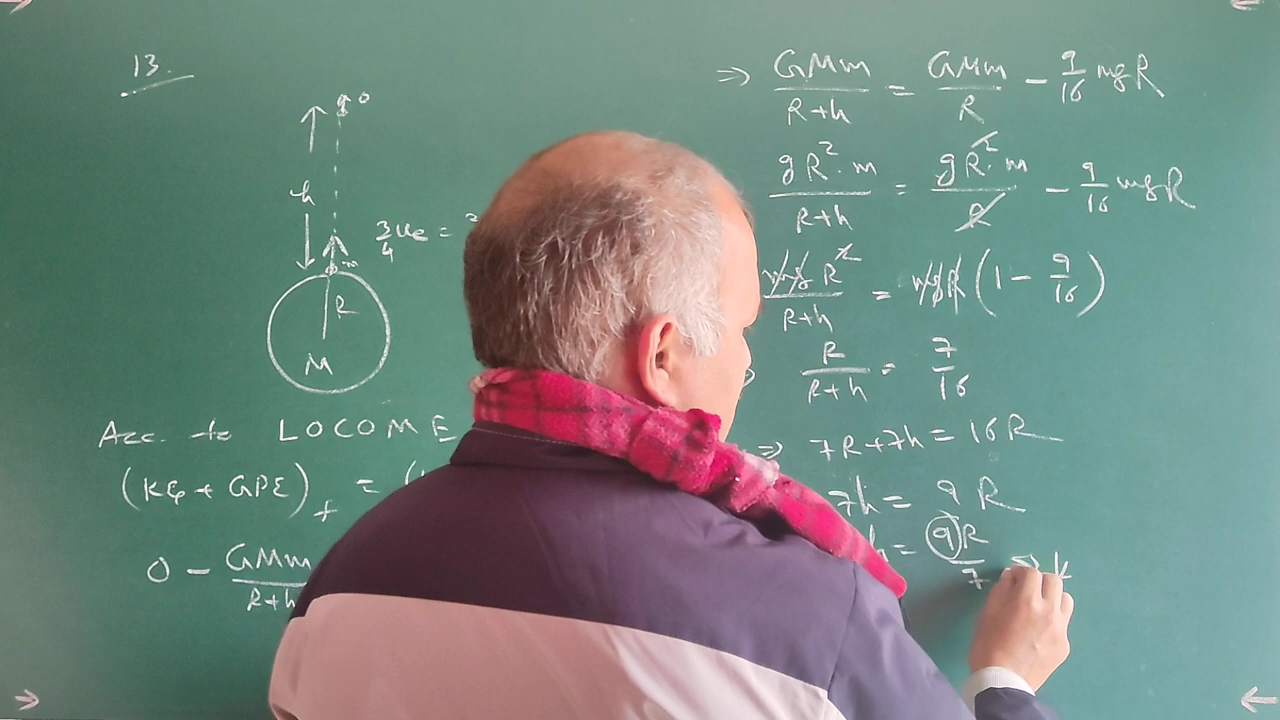 13.
h
3/4 ue =
m
R
M
Acc. to LOCOME
(KE + GPE)f = (
0 - GMm/R+h
=> GMm/R+h = GMm/R - 9/16 mgR
gR². m/R+h = gR². m/R - 9/16 mgR
mgR²/R+h = mgR (1 - 9/16)
R/R+h = 7/16
=> 7R+7h = 16R
7h = 9R
h = 9R/7 => k